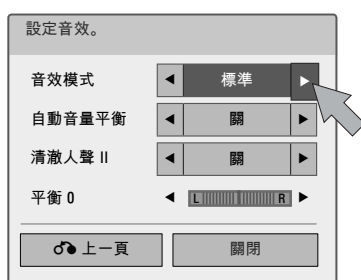 設定音效。
音效模式 ◄ 標準 ►
自動音量平衡 ◄ 關 ►
清澈人聲 II ◄ 關 ►
平衡 0 ◄ L R ►
上一頁 關閉